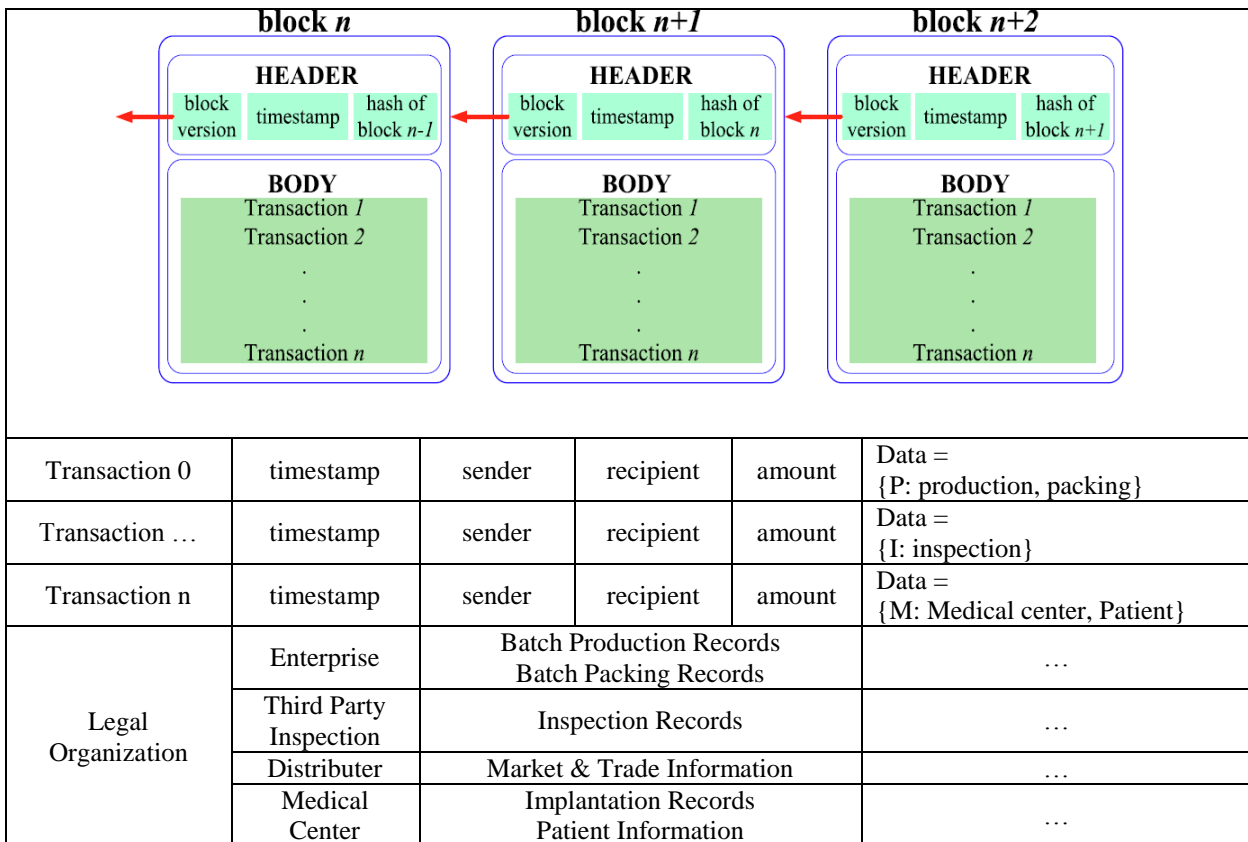 block n
block n+1
block n+2
HEADER
HEADER
HEADER
block version
timestamp
hash of block n-1
block version
timestamp
hash of block n
block version
timestamp
hash of block n+1
BODY
BODY
BODY
Transaction 1
Transaction 2
.
.
.
Transaction n
Transaction 1
Transaction 2
.
.
.
Transaction n
Transaction 1
Transaction 2
.
.
.
Transaction n
Transaction 0
timestamp
sender
recipient
amount
Data =
{P: production, packing}
Transaction …
timestamp
sender
recipient
amount
Data =
{I: inspection}
Transaction n
timestamp
sender
recipient
amount
Data =
{M: Medical center, Patient}
Legal
Organization
Enterprise
Batch Production Records
Batch Packing Records
…
Third Party
Inspection
Inspection Records
…
Distributer
Market & Trade Information
…
Medical
Center
Implantation Records
Patient Information
…